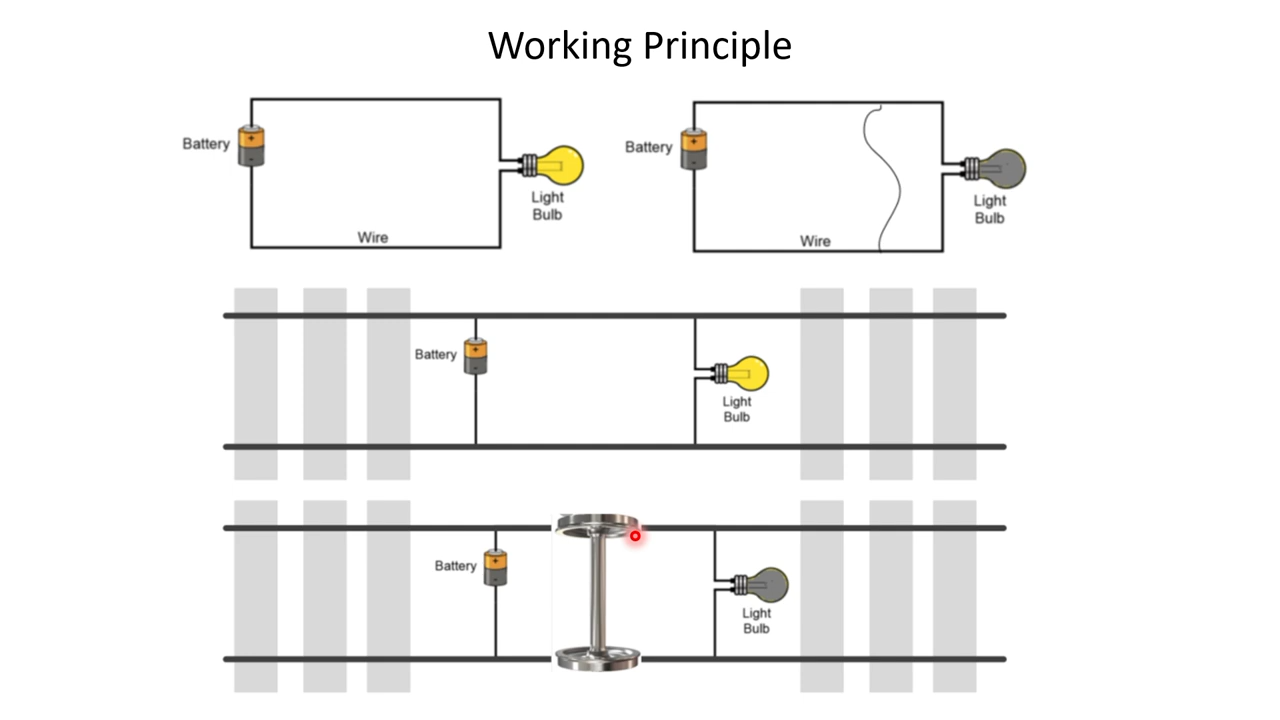 Working Principle
Battery
+
-
Light
Bulb
Wire
Battery
+
-
Light
Bulb
Wire
Battery
+
-
Light
Bulb
Battery
+
-
Light
Bulb